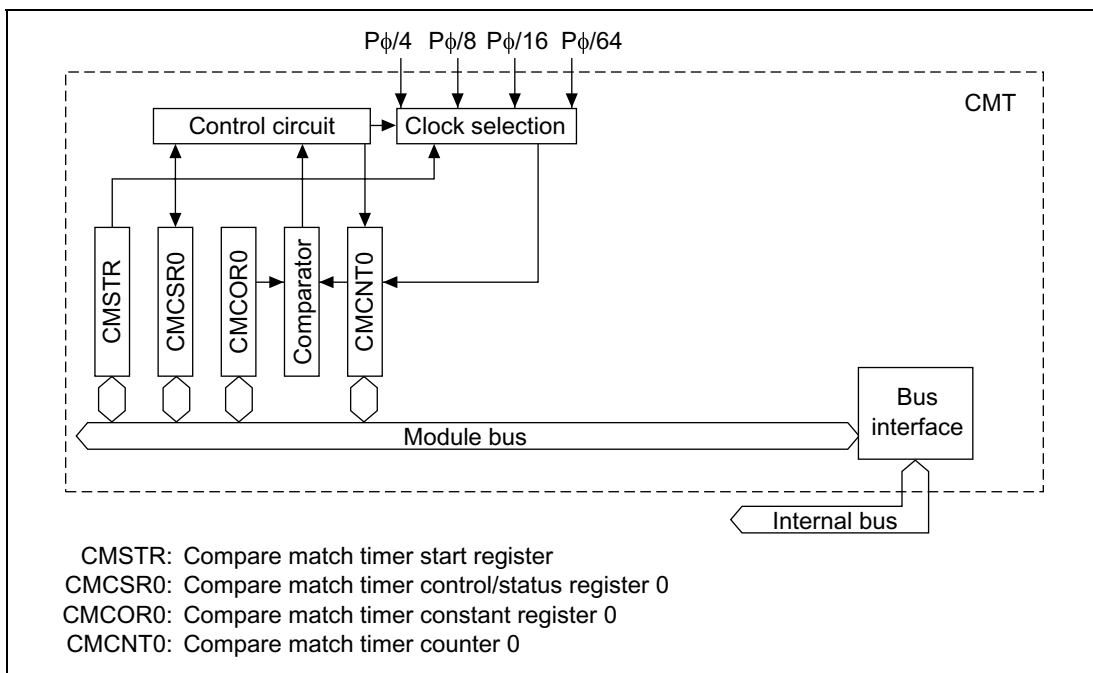 Pϕ/4 Pϕ/8 Pϕ/16 Pϕ/64
CMT
Control circuit
Clock selection
CMSTR
CMCSR0
CMCOR0
Comparator
CMCNT0
Bus
interface
Module bus
Internal bus
CMSTR: Compare match timer start register
CMCSR0: Compare match timer control/status register 0
CMCOR0: Compare match timer constant register 0
CMCNT0: Compare match timer counter 0